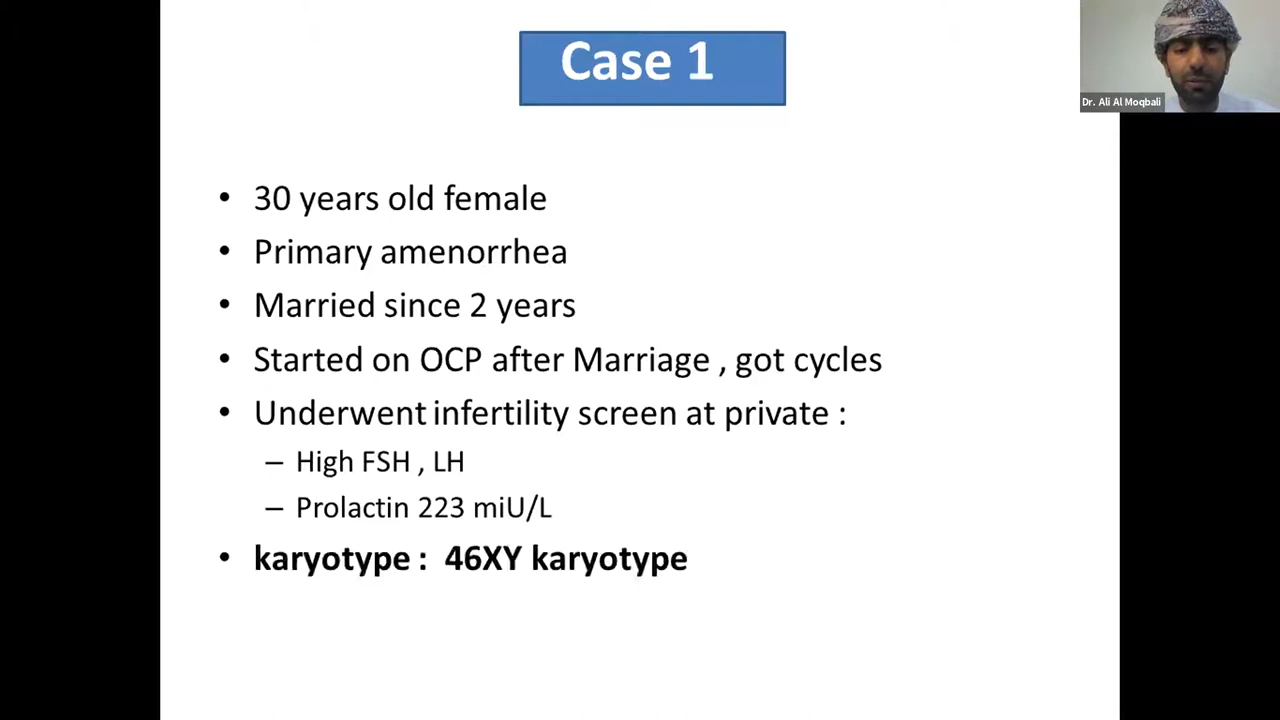 Case 1
Dr. Ali Al Moqbali
• 30 years old female
• Primary amenorrhea
• Married since 2 years
• Started on OCP after Marriage , got cycles
• Underwent infertility screen at private :
– High FSH , LH
– Prolactin 223 miU/L
• karyotype : 46XY karyotype